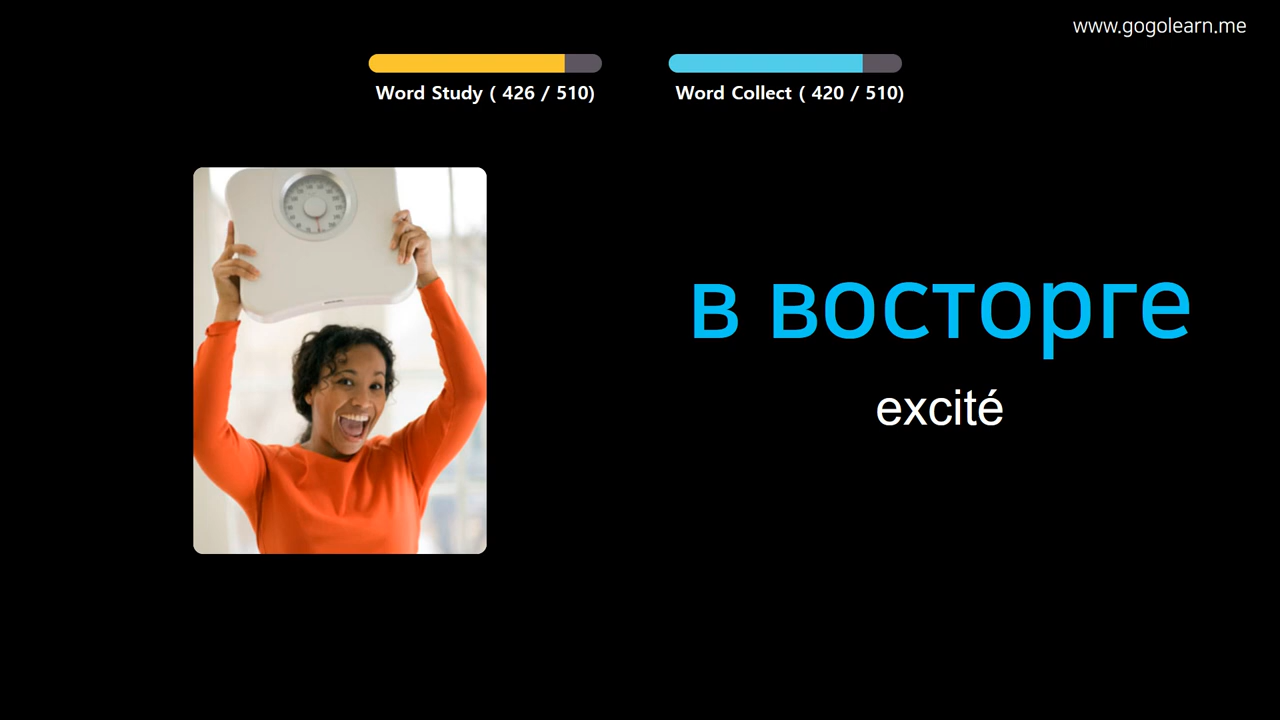 www.gogolearn.me
Word Study ( 426 / 510)
Word Collect ( 420 / 510)
в восторге
excité